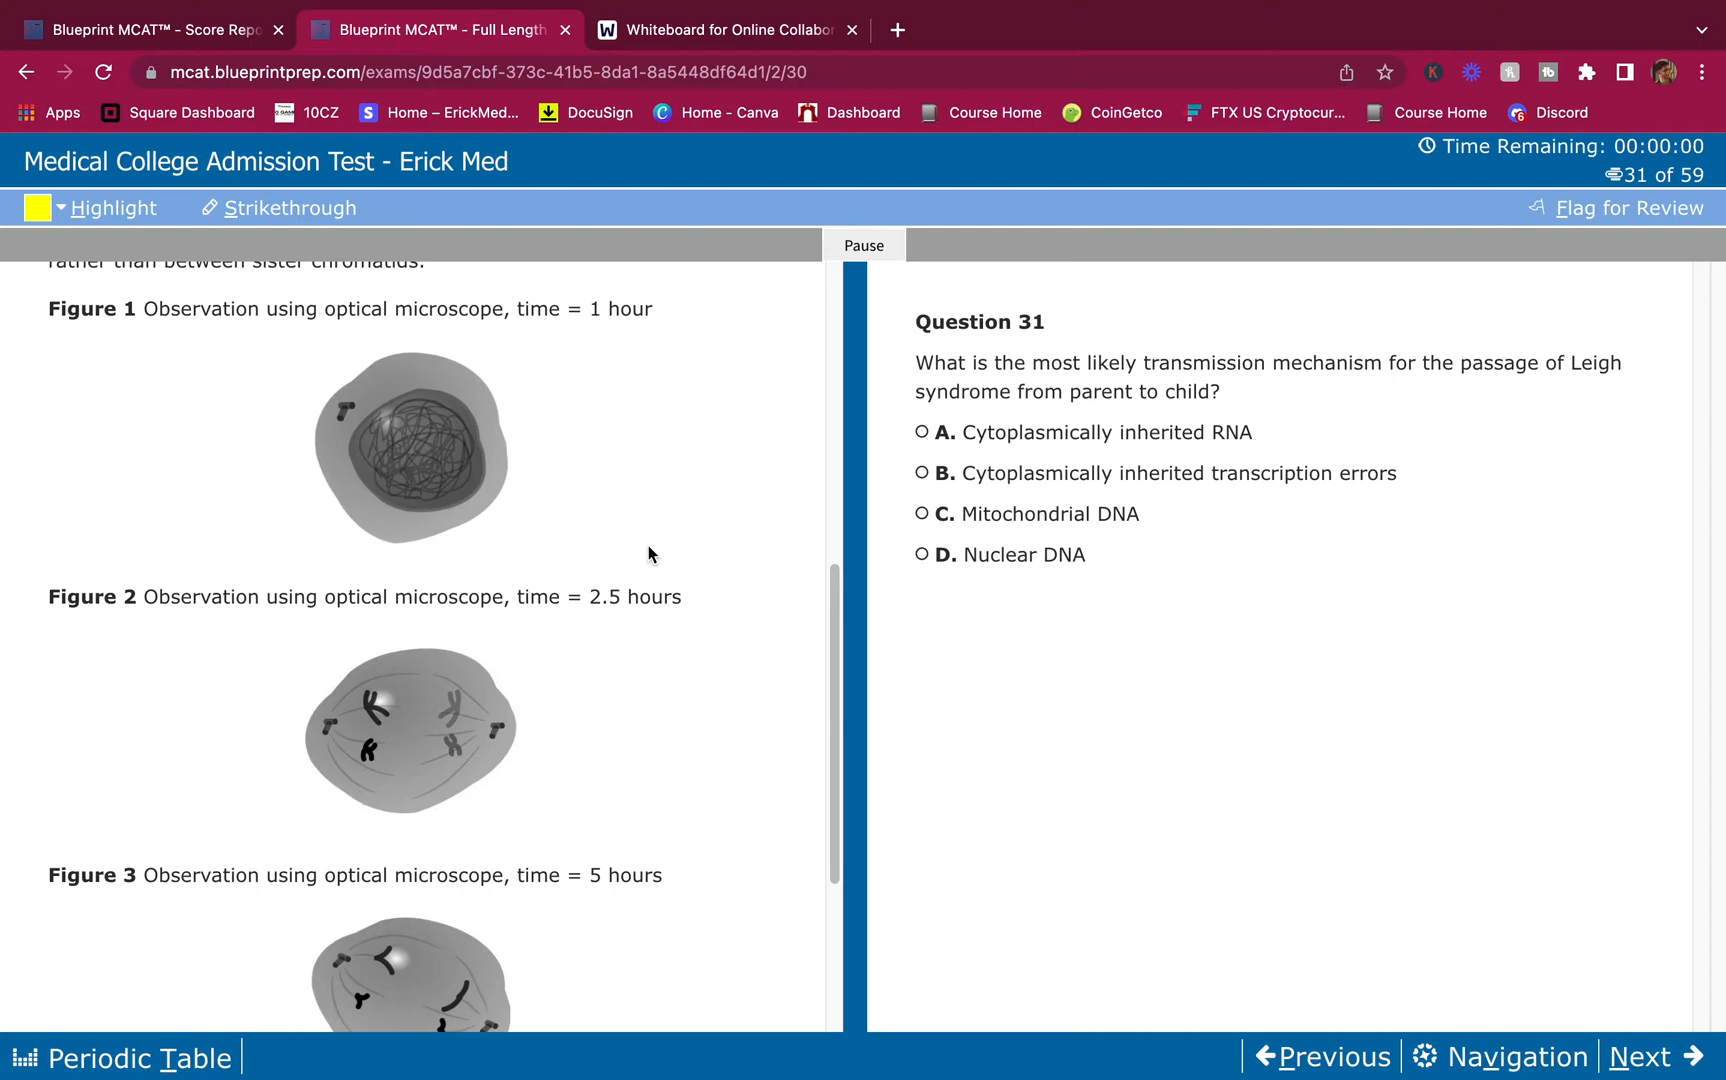 Blueprint MCAT™ - Score Repo
Blueprint MCAT™ - Full Length
W Whiteboard for Online Collabor
mcat.blueprintprep.com/exams/9d5a7cbf-373c-41b5-8da1-8a5448df64d1/2/30
Apps Square Dashboard 10CZ Home – ErickMed... DocuSign Home - Canva Dashboard Course Home CoinGetco FTX US Cryptocur... Course Home Discord
Medical College Admission Test - Erick Med
Time Remaining: 00:00:00
31 of 59
Highlight Strikethrough Flag for Review
Pause
rather than between sister chromatids.
Figure 1 Observation using optical microscope, time = 1 hour
Figure 2 Observation using optical microscope, time = 2.5 hours
Figure 3 Observation using optical microscope, time = 5 hours
Question 31
What is the most likely transmission mechanism for the passage of Leigh
syndrome from parent to child?
A. Cytoplasmically inherited RNA
B. Cytoplasmically inherited transcription errors
C. Mitochondrial DNA
D. Nuclear DNA
Periodic Table
Previous Navigation Next